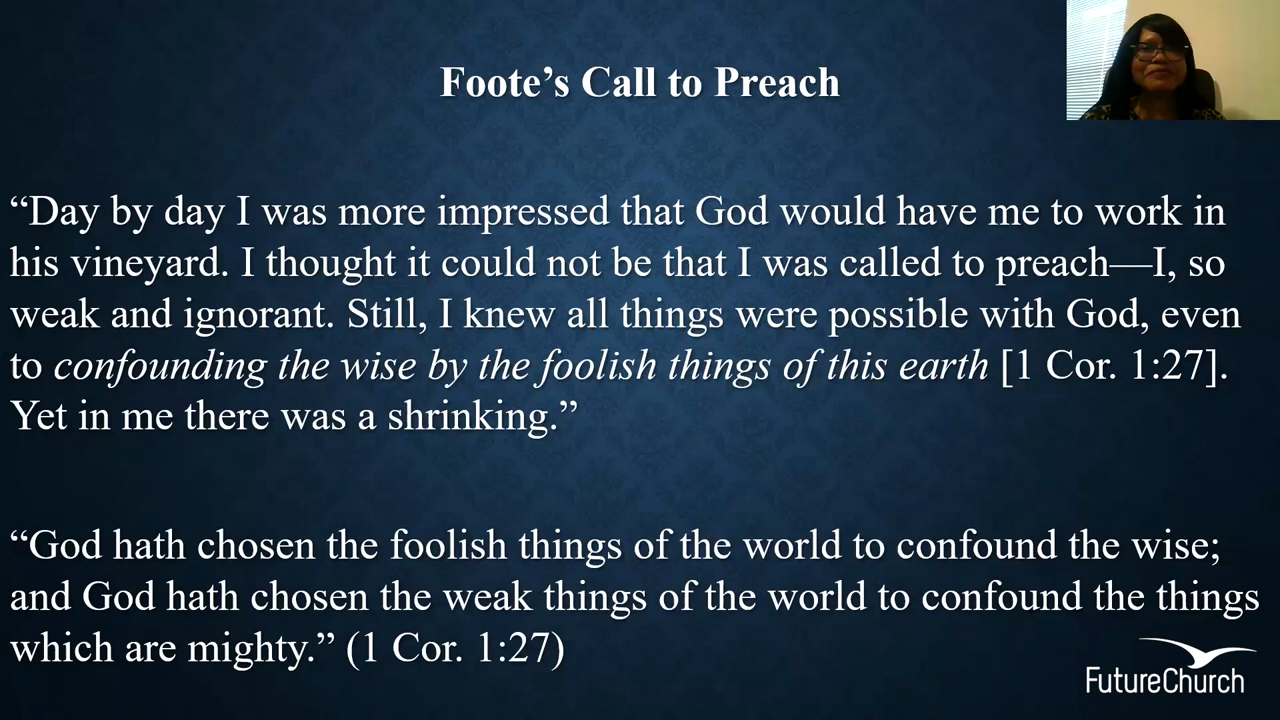 Foote’s Call to Preach
“Day by day I was more impressed that God would have me to work in
his vineyard. I thought it could not be that I was called to preach—I, so
weak and ignorant. Still, I knew all things were possible with God, even
to confounding the wise by the foolish things of this earth [1 Cor. 1:27].
Yet in me there was a shrinking.”
“God hath chosen the foolish things of the world to confound the wise;
and God hath chosen the weak things of the world to confound the things
which are mighty.” (1 Cor. 1:27)
FutureChurch